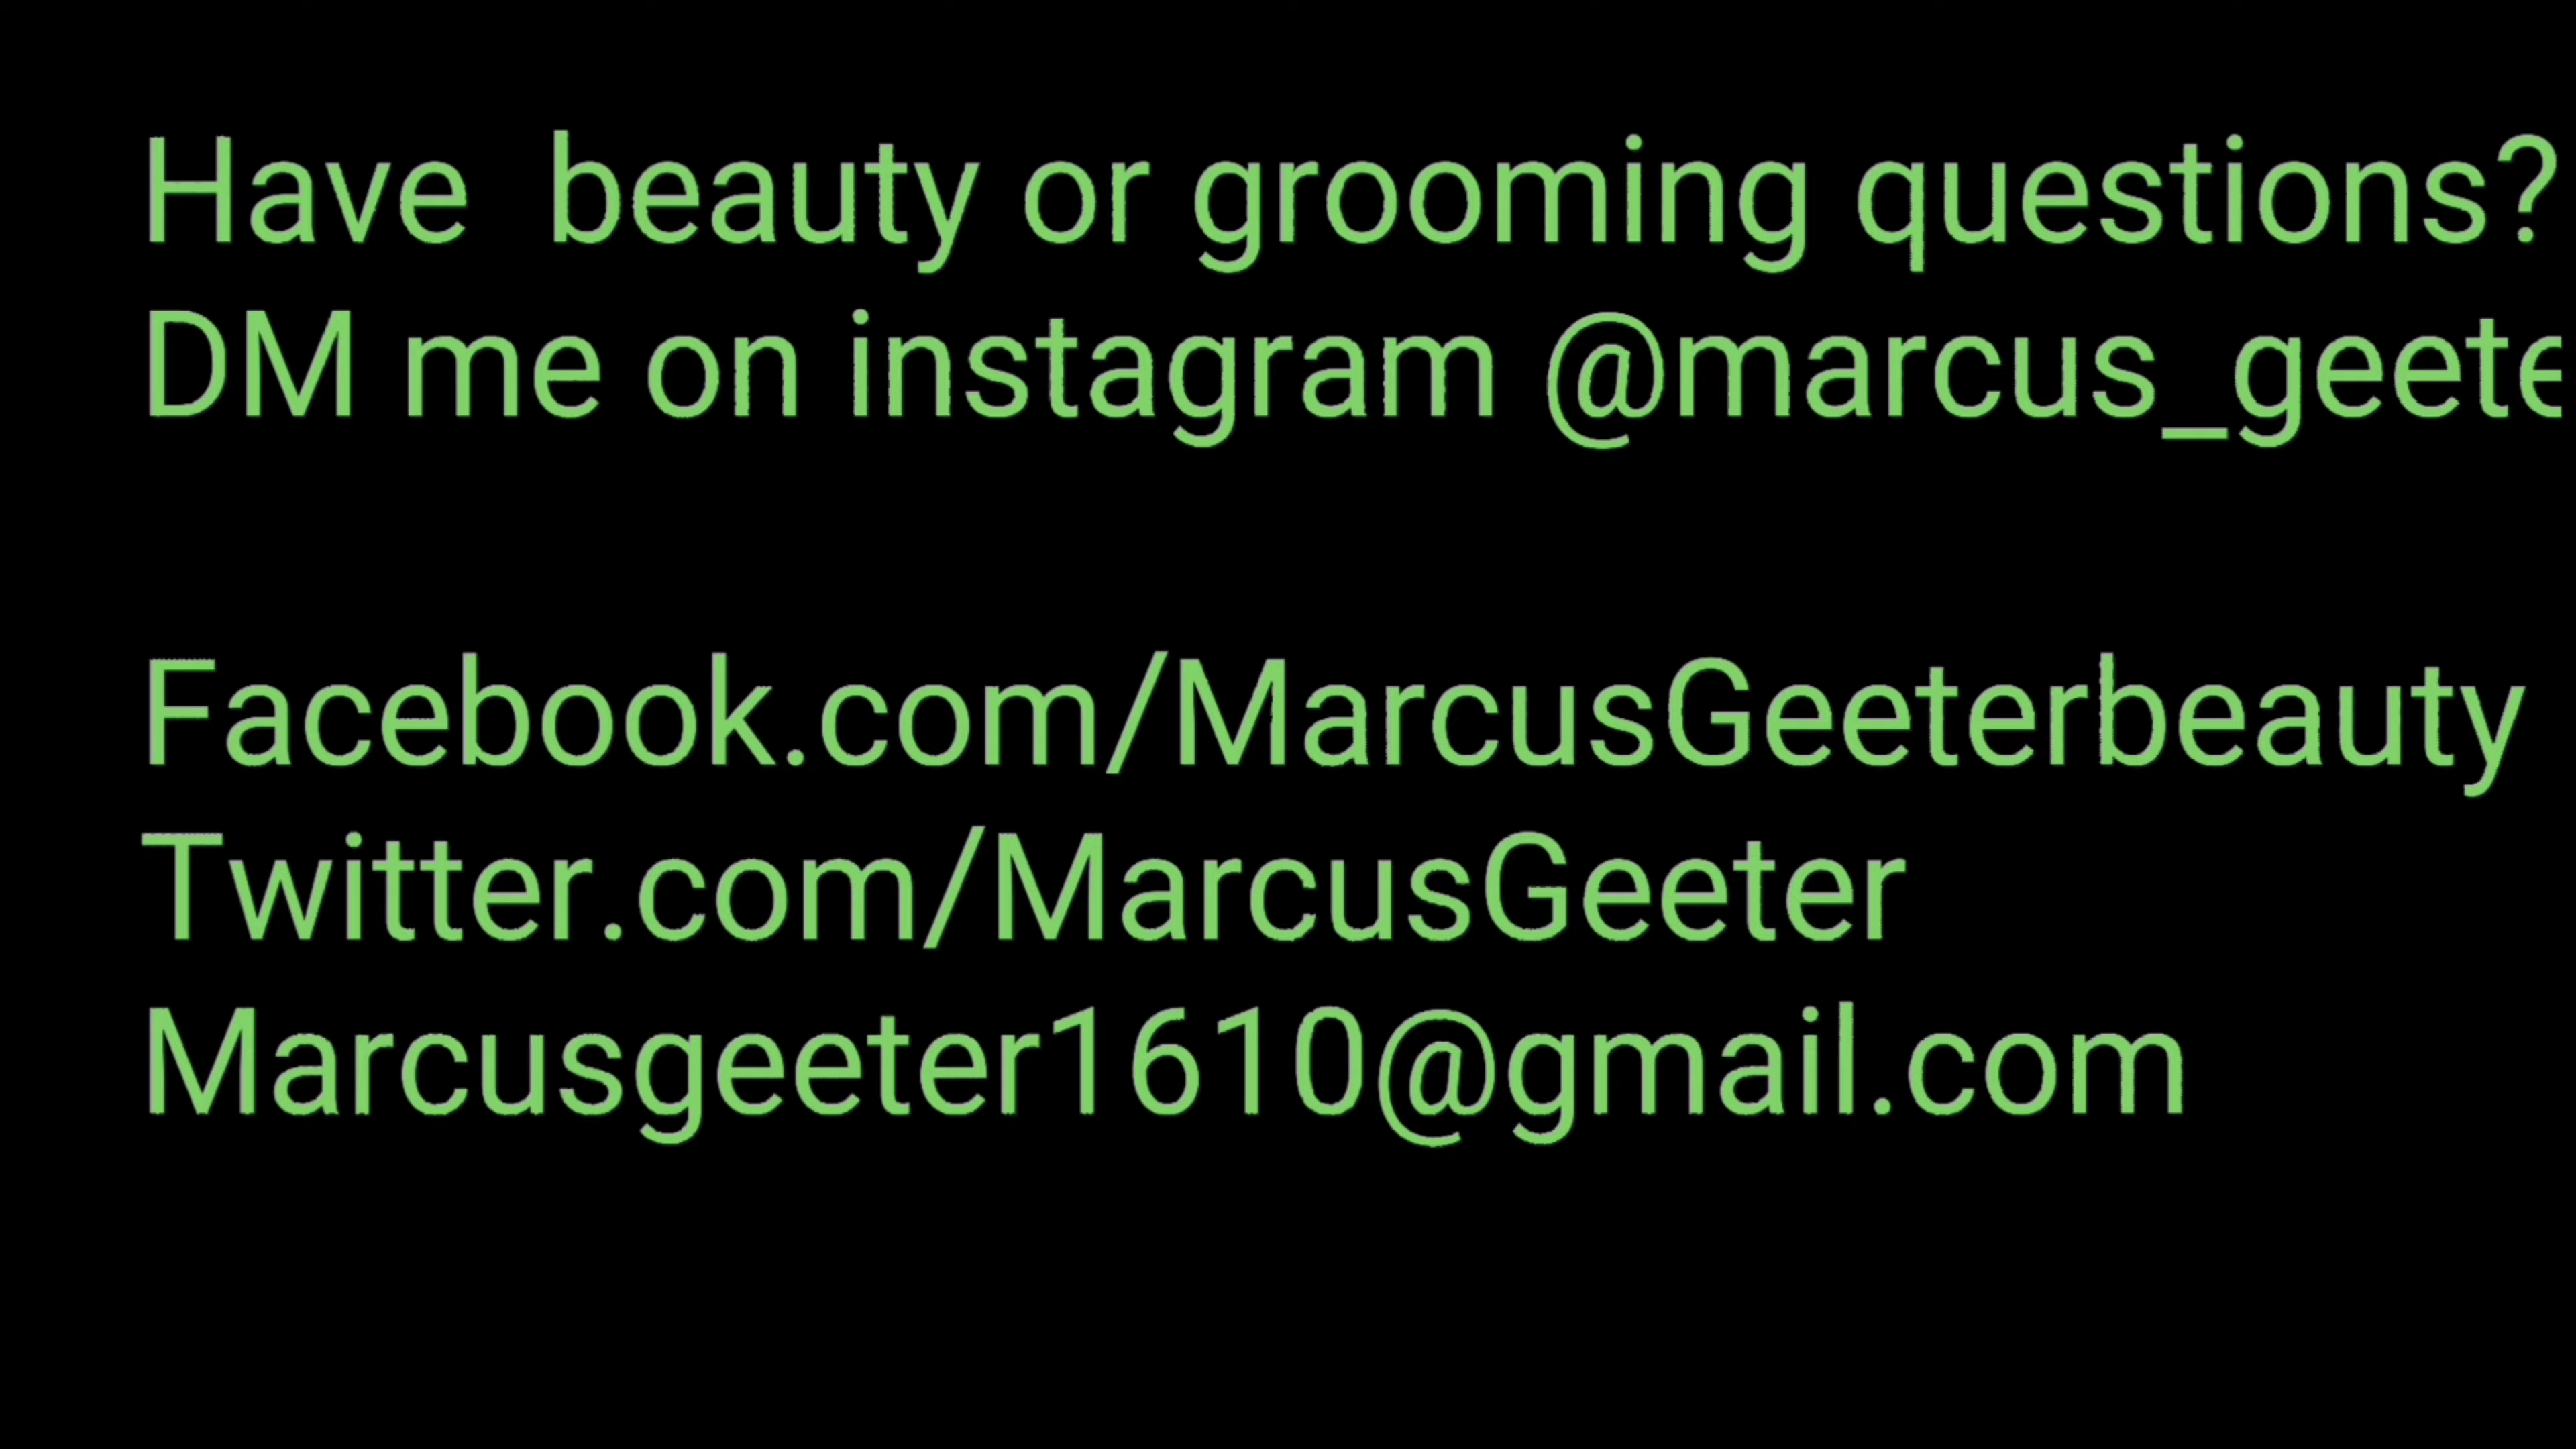 Have  beauty or grooming questions?
DM me on instagram @marcus_geete
Facebook.com/MarcusGeeterbeauty
Twitter.com/MarcusGeeter
Marcusgeeter1610@gmail.com